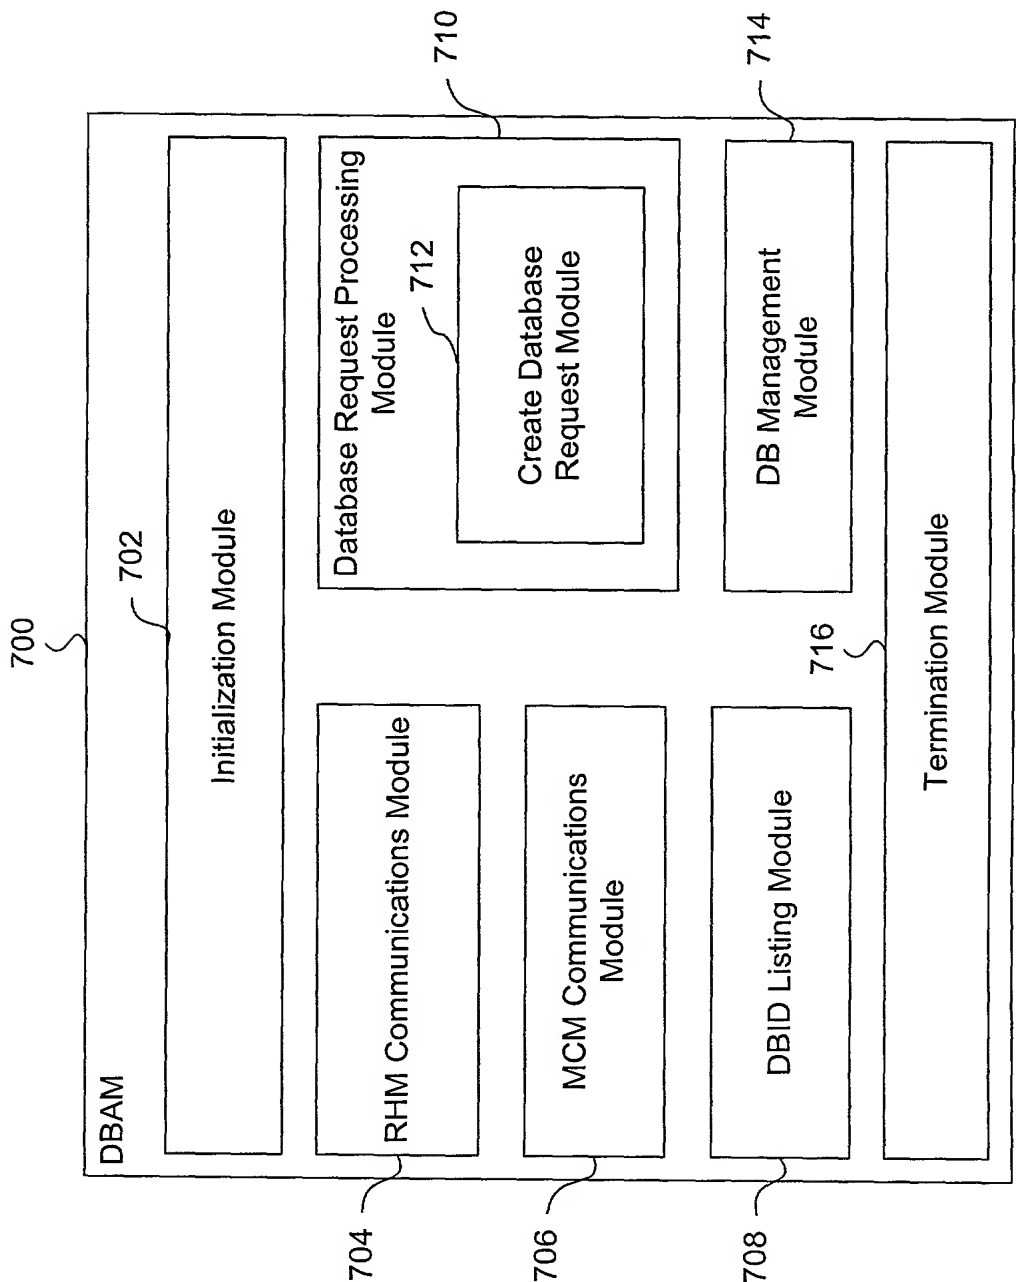 700
DBAM
702
Initialization Module
704
RHM Communications Module
706
MCM Communications
Module
708
DBID Listing Module
710
Database Request Processing
Module
712
Create Database
Request Module
714
DB Management
Module
716
Termination Module